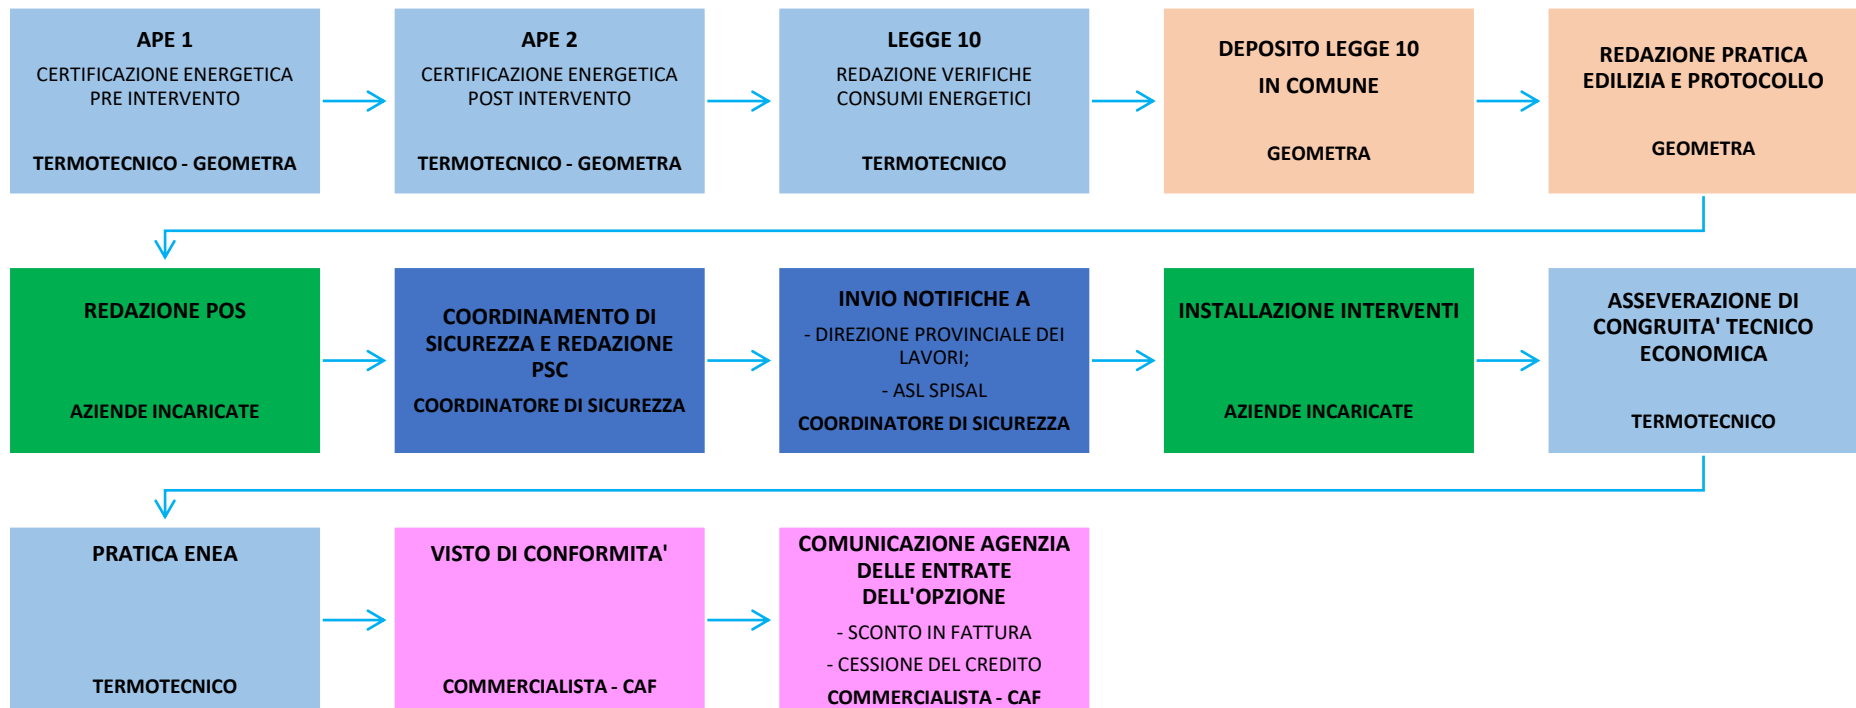 APE 1
CERTIFICAZIONE ENERGETICA
PRE INTERVENTO
TERMOTECNICO - GEOMETRA
APE 2
CERTIFICAZIONE ENERGETICA
POST INTERVENTO
TERMOTECNICO - GEOMETRA
LEGGE 10
REDAZIONE VERIFICHE
CONSUMI ENERGETICI
TERMOTECNICO
DEPOSITO LEGGE 10
IN COMUNE
GEOMETRA
REDAZIONE PRATICA
EDILIZIA E PROTOCOLLO
GEOMETRA
REDAZIONE POS
AZIENDE INCARICATE
COORDINAMENTO DI
SICUREZZA E REDAZIONE
PSC
COORDINATORE DI SICUREZZA
INVIO NOTIFICHE A
- DIREZIONE PROVINCIALE DEI
LAVORI;
- ASL SPISAL
COORDINATORE DI SICUREZZA
INSTALLAZIONE INTERVENTI
AZIENDE INCARICATE
ASSEVERAZIONE DI
CONGRUITA' TECNICO
ECONOMICA
TERMOTECNICO
PRATICA ENEA
TERMOTECNICO
VISTO DI CONFORMITA'
COMMERCIALISTA - CAF
COMUNICAZIONE AGENZIA
DELLE ENTRATE
DELL'OPZIONE
- SCONTO IN FATTURA
- CESSIONE DEL CREDITO
COMMERCIALISTA - CAF